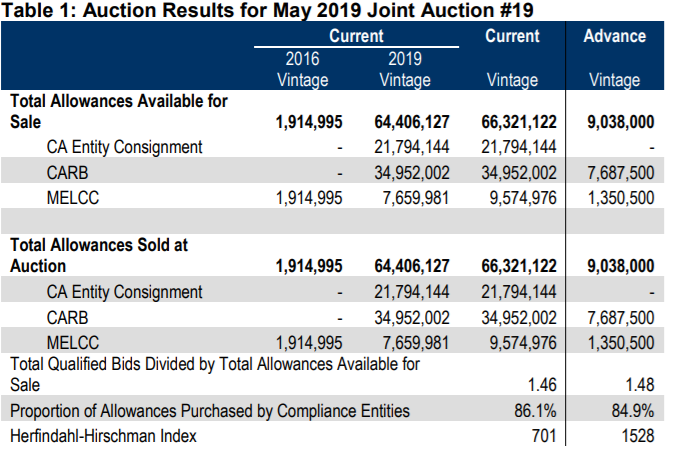 Table 1: Auction Results for May 2019 Joint Auction #19
Current Current Advance
2016 2019
Vintage Vintage Vintage Vintage
Total Allowances Available for
Sale 1,914,995 64,406,127 66,321,122 9,038,000
CA Entity Consignment - 21,794,144 21,794,144 -
CARB - 34,952,002 34,952,002 7,687,500
MELCC 1,914,995 7,659,981 9,574,976 1,350,500
Total Allowances Sold at
Auction 1,914,995 64,406,127 66,321,122 9,038,000
CA Entity Consignment - 21,794,144 21,794,144 -
CARB - 34,952,002 34,952,002 7,687,500
MELCC 1,914,995 7,659,981 9,574,976 1,350,500
Total Qualified Bids Divided by Total Allowances Available for
Sale 1.46 1.48
Proportion of Allowances Purchased by Compliance Entities 86.1% 84.9%
Herfindahl-Hirschman Index 701 1528